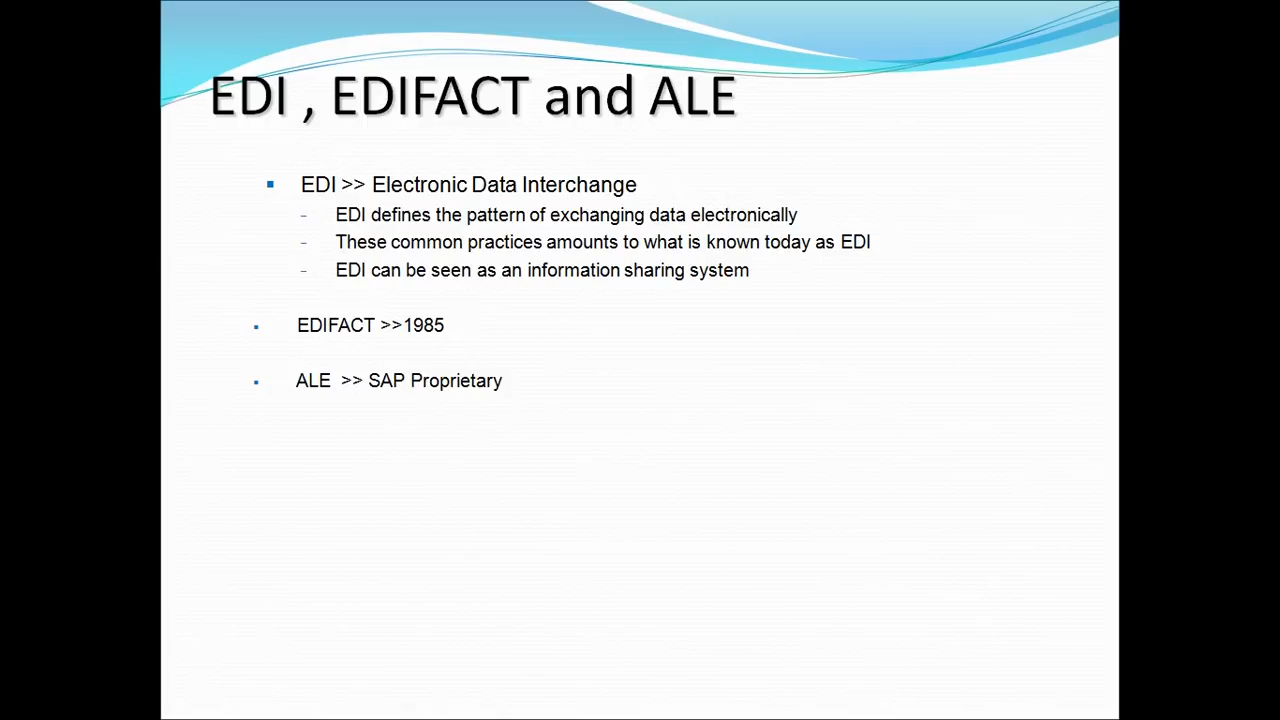 EDI , EDIFACT and ALE
▪ EDI >> Electronic Data Interchange
- EDI defines the pattern of exchanging data electronically
- These common practices amounts to what is known today as EDI
- EDI can be seen as an information sharing system
▪ EDIFACT >>1985
▪ ALE >> SAP Proprietary